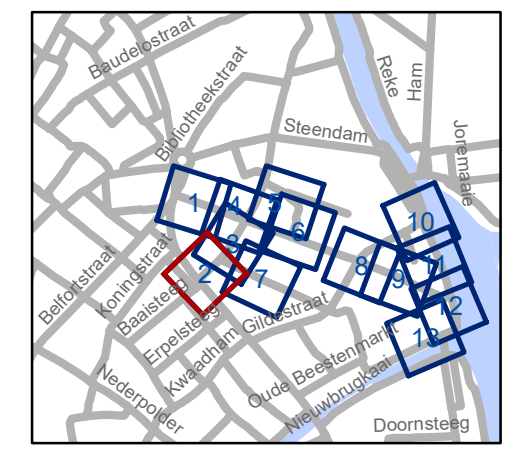 Baudelostraat
Bibliotheekstraat
Reke
Ham
Steendam
Joremaaie
1
4
5
6
3
2
7
8
9
10
11
12
13
Belfortstraat
Koningstraat
Baaisteeg
Erpelsteeg
Kwaadham
Gildestraat
Oude Beestenmarkt
Nieuwbrugkaai
Nederpolder
Doornsteeg